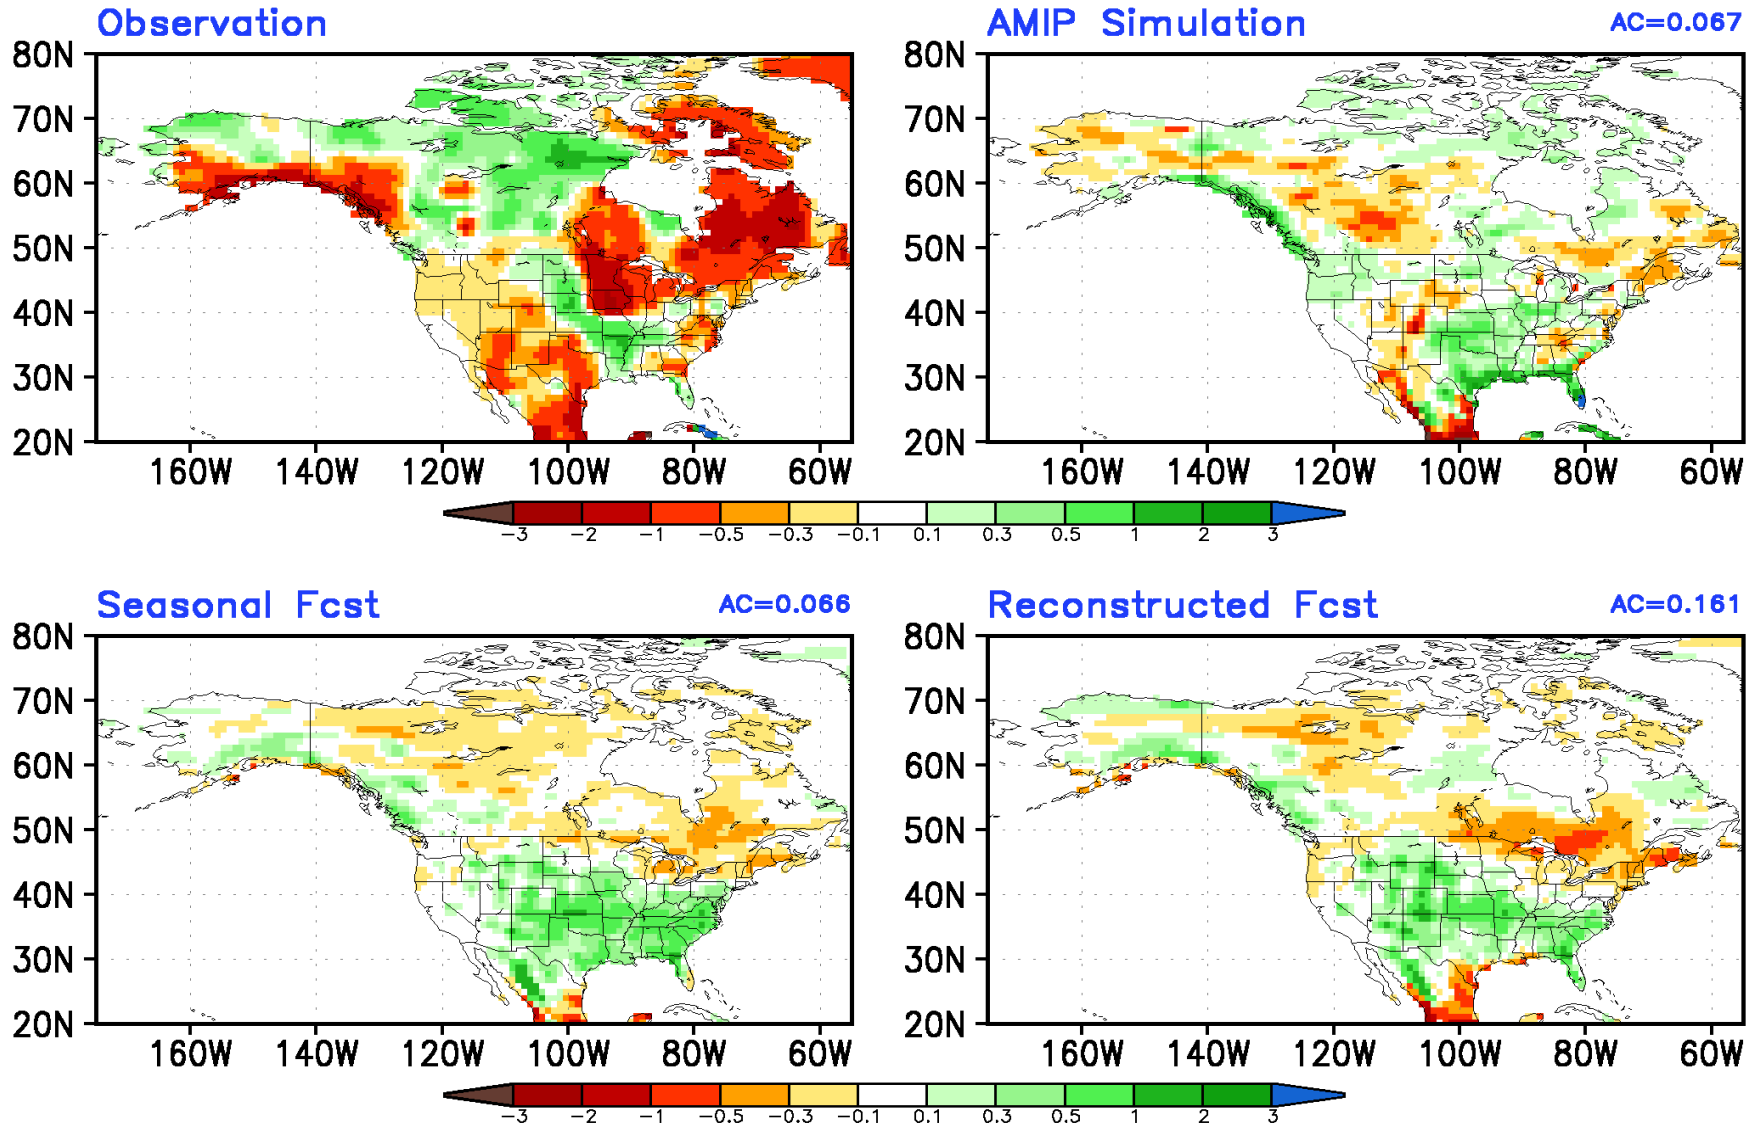 Observation
AMIP Simulation AC=0.067
80N
70N
60N
50N
40N
30N
20N
160W 140W 120W 100W 80W 60W
80N
70N
60N
50N
40N
30N
20N
160W 140W 120W 100W 80W 60W
-3 -2 -1 -0.5 -0.3 -0.1 0.1 0.3 0.5 1 2 3
Seasonal Fcst AC=0.066
Reconstructed Fcst AC=0.161
80N
70N
60N
50N
40N
30N
20N
160W 140W 120W 100W 80W 60W
80N
70N
60N
50N
40N
30N
20N
160W 140W 120W 100W 80W 60W
-3 -2 -1 -0.5 -0.3 -0.1 0.1 0.3 0.5 1 2 3